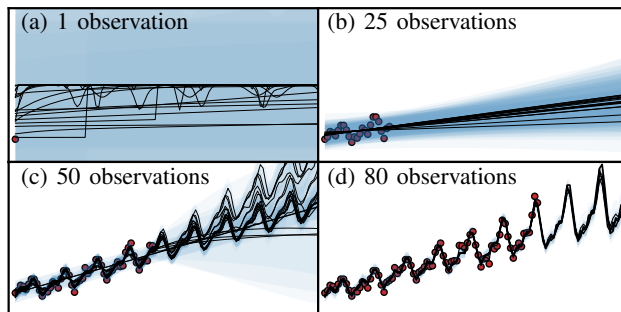 (a) 1 observation
(b) 25 observations
(c) 50 observations
(d) 80 observations